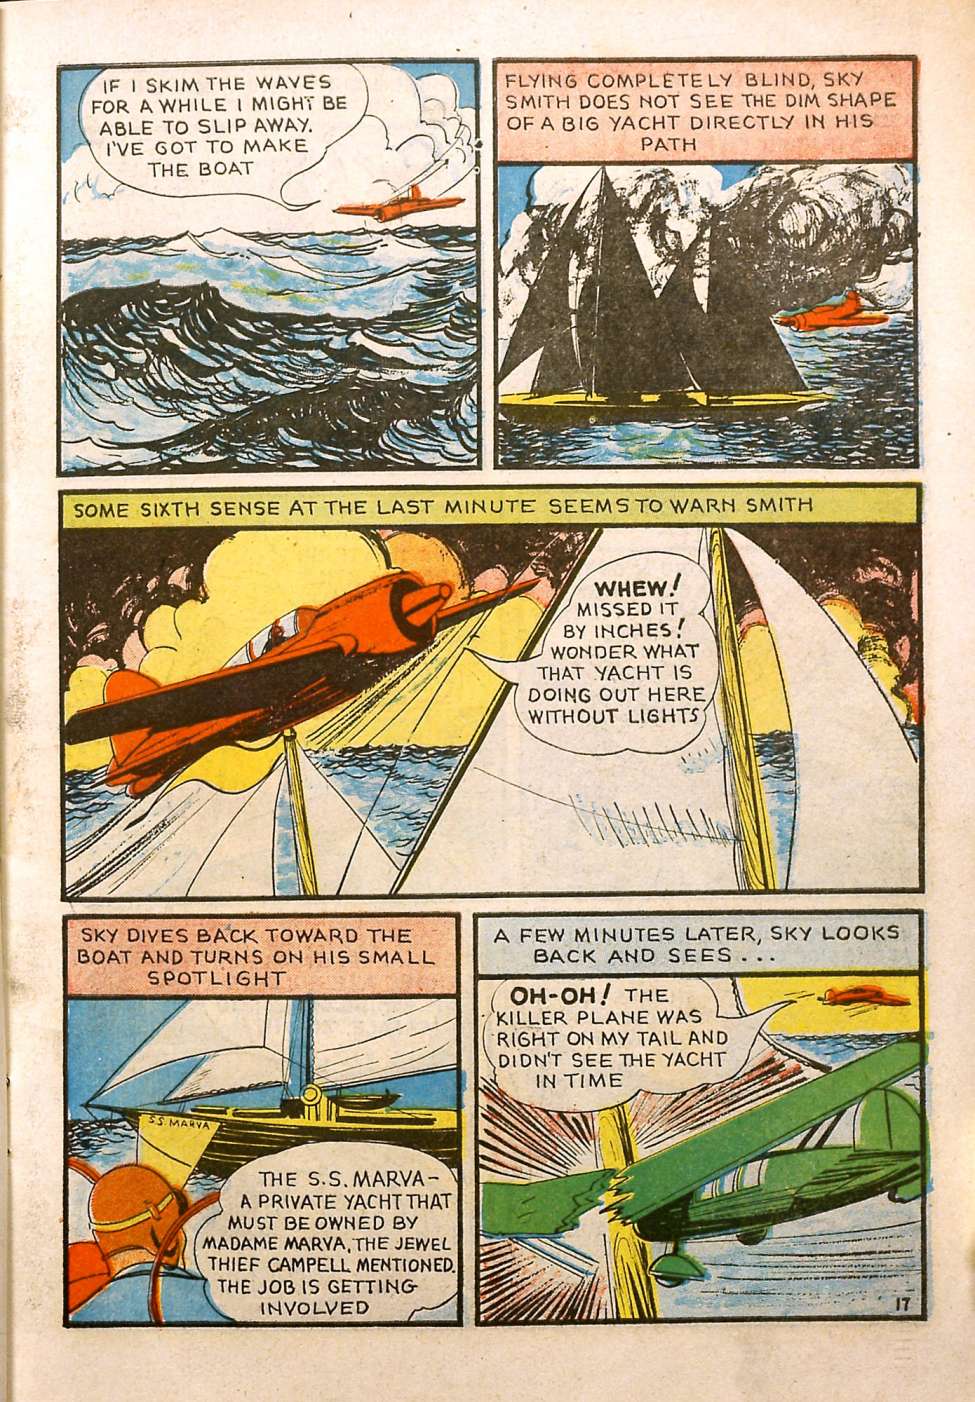 IF I SKIM THE WAVES
FOR A WHILE I MIGHT BE
ABLE TO SLIP AWAY.
I'VE GOT TO MAKE
THE BOAT
FLYING COMPLETELY BLIND, SKY
SMITH DOES NOT SEE THE DIM SHAPE
OF A BIG YACHT DIRECTLY IN HIS
PATH
SOME SIXTH SENSE AT THE LAST MINUTE SEEMS TO WARN SMITH
WHEW!
MISSED IT
BY INCHES!
WONDER WHAT
THAT YACHT IS
DOING OUT HERE
WITHOUT LIGHTS
SKY DIVES BACK TOWARD THE
BOAT AND TURNS ON HIS SMALL
SPOTLIGHT
S.S. MARVA
THE S.S. MARVA-
A PRIVATE YACHT THAT
MUST BE OWNED BY
MADAME MARVA, THE JEWEL
THIEF CAMPELL MENTIONED.
THE JOB IS GETTING
INVOLVED
A FEW MINUTES LATER, SKY LOOKS
BACK AND SEES...
OH-OH! THE
KILLER PLANE WAS
RIGHT ON MY TAIL AND
DIDN'T SEE THE YACHT
IN TIME
17